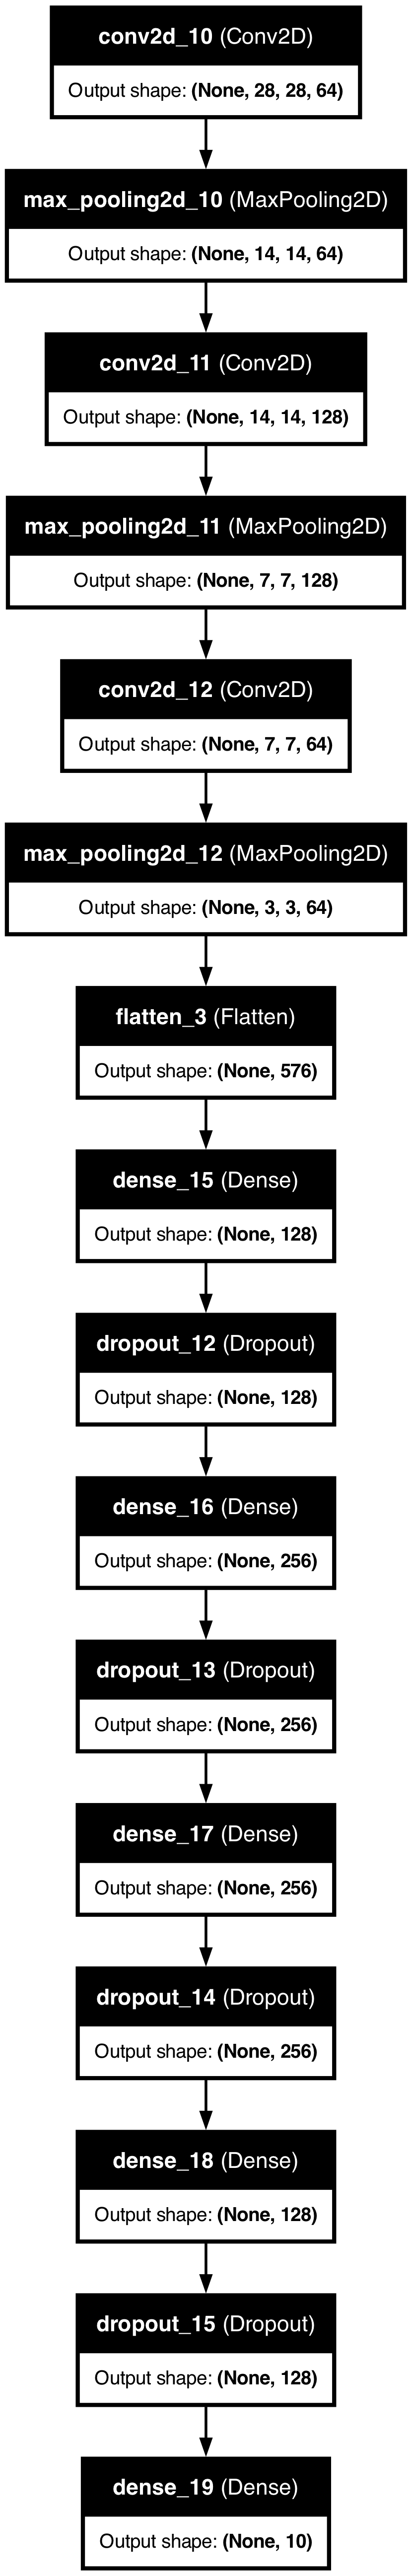 conv2d_10 (Conv2D)
Output shape: (None, 28, 28, 64)
max_pooling2d_10 (MaxPooling2D)
Output shape: (None, 14, 14, 64)
conv2d_11 (Conv2D)
Output shape: (None, 14, 14, 128)
max_pooling2d_11 (MaxPooling2D)
Output shape: (None, 7, 7, 128)
conv2d_12 (Conv2D)
Output shape: (None, 7, 7, 64)
max_pooling2d_12 (MaxPooling2D)
Output shape: (None, 3, 3, 64)
flatten_3 (Flatten)
Output shape: (None, 576)
dense_15 (Dense)
Output shape: (None, 128)
dropout_12 (Dropout)
Output shape: (None, 128)
dense_16 (Dense)
Output shape: (None, 256)
dropout_13 (Dropout)
Output shape: (None, 256)
dense_17 (Dense)
Output shape: (None, 256)
dropout_14 (Dropout)
Output shape: (None, 256)
dense_18 (Dense)
Output shape: (None, 128)
dropout_15 (Dropout)
Output shape: (None, 128)
dense_19 (Dense)
Output shape: (None, 10)